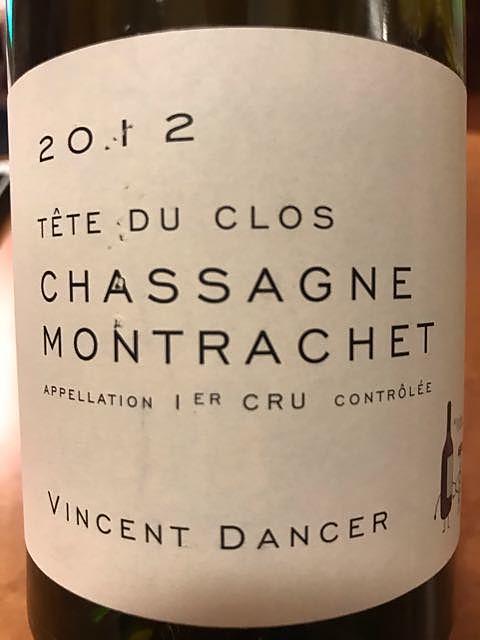 2012
TÊTE DU CLOS
CHASSAGNE
MONTRACHET
APPELLATION 1ER CRU CONTRÔLÉE
VINCENT DANCER